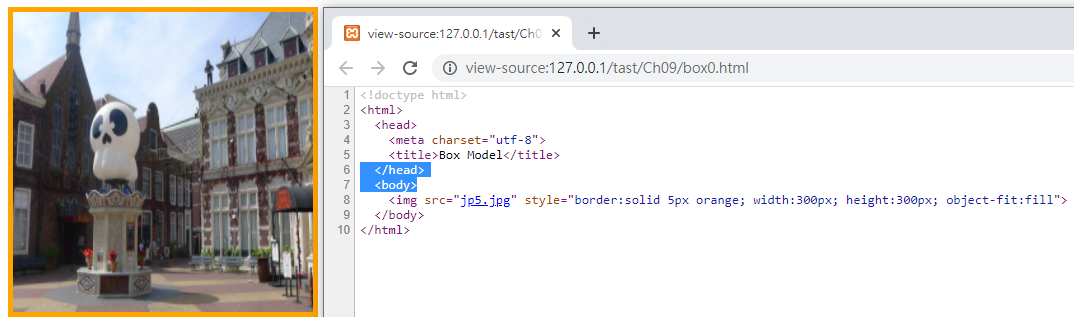 view-source:127.0.0.1/tast/Ch0
view-source:127.0.0.1/tast/Ch09/box0.html
1 <!doctype html>
2 <html>
3 <head>
4 <meta charset="utf-8">
5 <title>Box Model</title>
6 </head>
7 <body>
8 <img src="jp5.jpg" style="border:solid 5px orange; width:300px; height:300px; object-fit:fill">
9 </body>
10 </html>